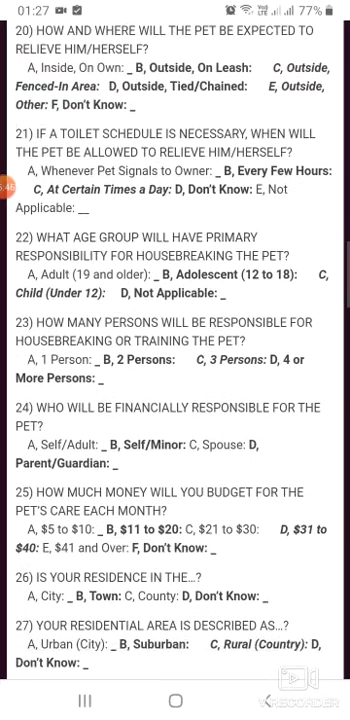 01:27 77%
20) HOW AND WHERE WILL THE PET BE EXPECTED TO
RELIEVE HIM/HERSELF?
A, Inside, On Own: _ B, Outside, On Leash: C, Outside,
Fenced-In Area: D, Outside, Tied/Chained: E, Outside,
Other: F, Don't Know: _
21) IF A TOILET SCHEDULE IS NECESSARY, WHEN WILL
THE PET BE ALLOWED TO RELIEVE HIM/HERSELF?
A, Whenever Pet Signals to Owner: _ B, Every Few Hours:
C, At Certain Times a Day: D, Don't Know: E, Not
Applicable: __
22) WHAT AGE GROUP WILL HAVE PRIMARY
RESPONSIBILITY FOR HOUSEBREAKING THE PET?
A, Adult (19 and older): _ B, Adolescent (12 to 18): C,
Child (Under 12): D, Not Applicable: _
23) HOW MANY PERSONS WILL BE RESPONSIBLE FOR
HOUSEBREAKING OR TRAINING THE PET?
A, 1 Person: _ B, 2 Persons: C, 3 Persons: D, 4 or
More Persons: _
24) WHO WILL BE FINANCIALLY RESPONSIBLE FOR THE
PET?
A, Self/Adult: _ B, Self/Minor: C, Spouse: D,
Parent/Guardian: _
25) HOW MUCH MONEY WILL YOU BUDGET FOR THE
PET'S CARE EACH MONTH?
A, $5 to $10: _ B, $11 to $20: C, $21 to $30: D, $31 to
$40: E, $41 and Over: F, Don't Know: _
26) IS YOUR RESIDENCE IN THE...?
A, City: _ B, Town: C, County: D, Don't Know: _
27) YOUR RESIDENTIAL AREA IS DESCRIBED AS...?
A, Urban (City): _ B, Suburban: C, Rural (Country): D,
Don't Know: _
RECORDER